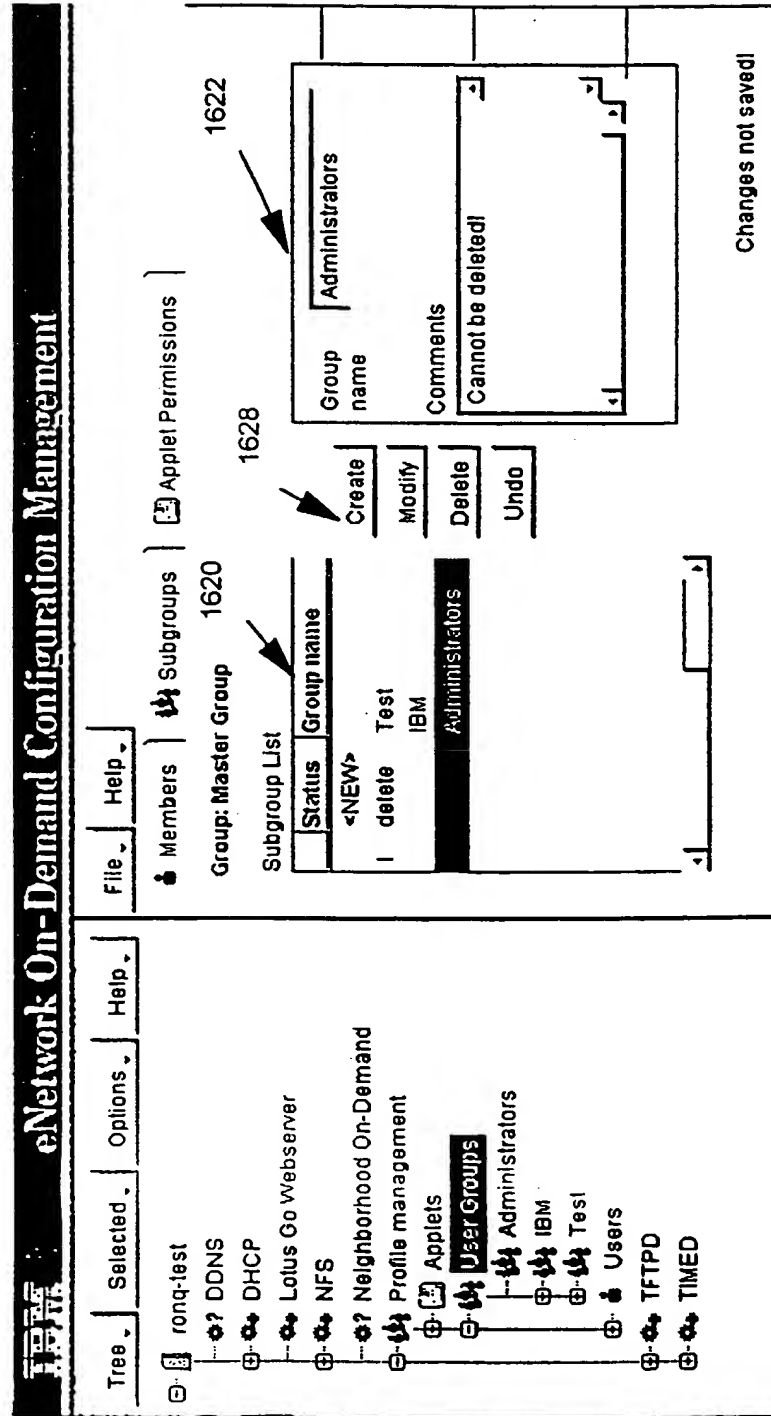 IBM eNetwork On-Demand Configuration Management
Tree Selected Options Help
ronq-test
? DDNS
DHCP
Lotus Go Webserver
NFS
? Neighborhood On-Demand
Profile management
Applets
User Groups
Administrators
IBM
Test
Users
TFTPD
TIMED
File Help
Members Subgroups Applet Permissions
Group: Master Group
Subgroup List
1620
Status Group name
<NEW>
delete Test
IBM
Administrators
1628
Create
Modify
Delete
Undo
1622
Group name
Administrators
Comments
Cannot be deleted!
Changes not saved!